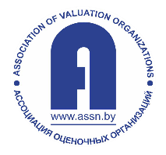 ASSOCIATION OF VALUATION ORGANIZATIONS
www.assn.by
АССОЦИАЦИЯ ОЦЕНОЧНЫХ ОРГАНИЗАЦИЙ